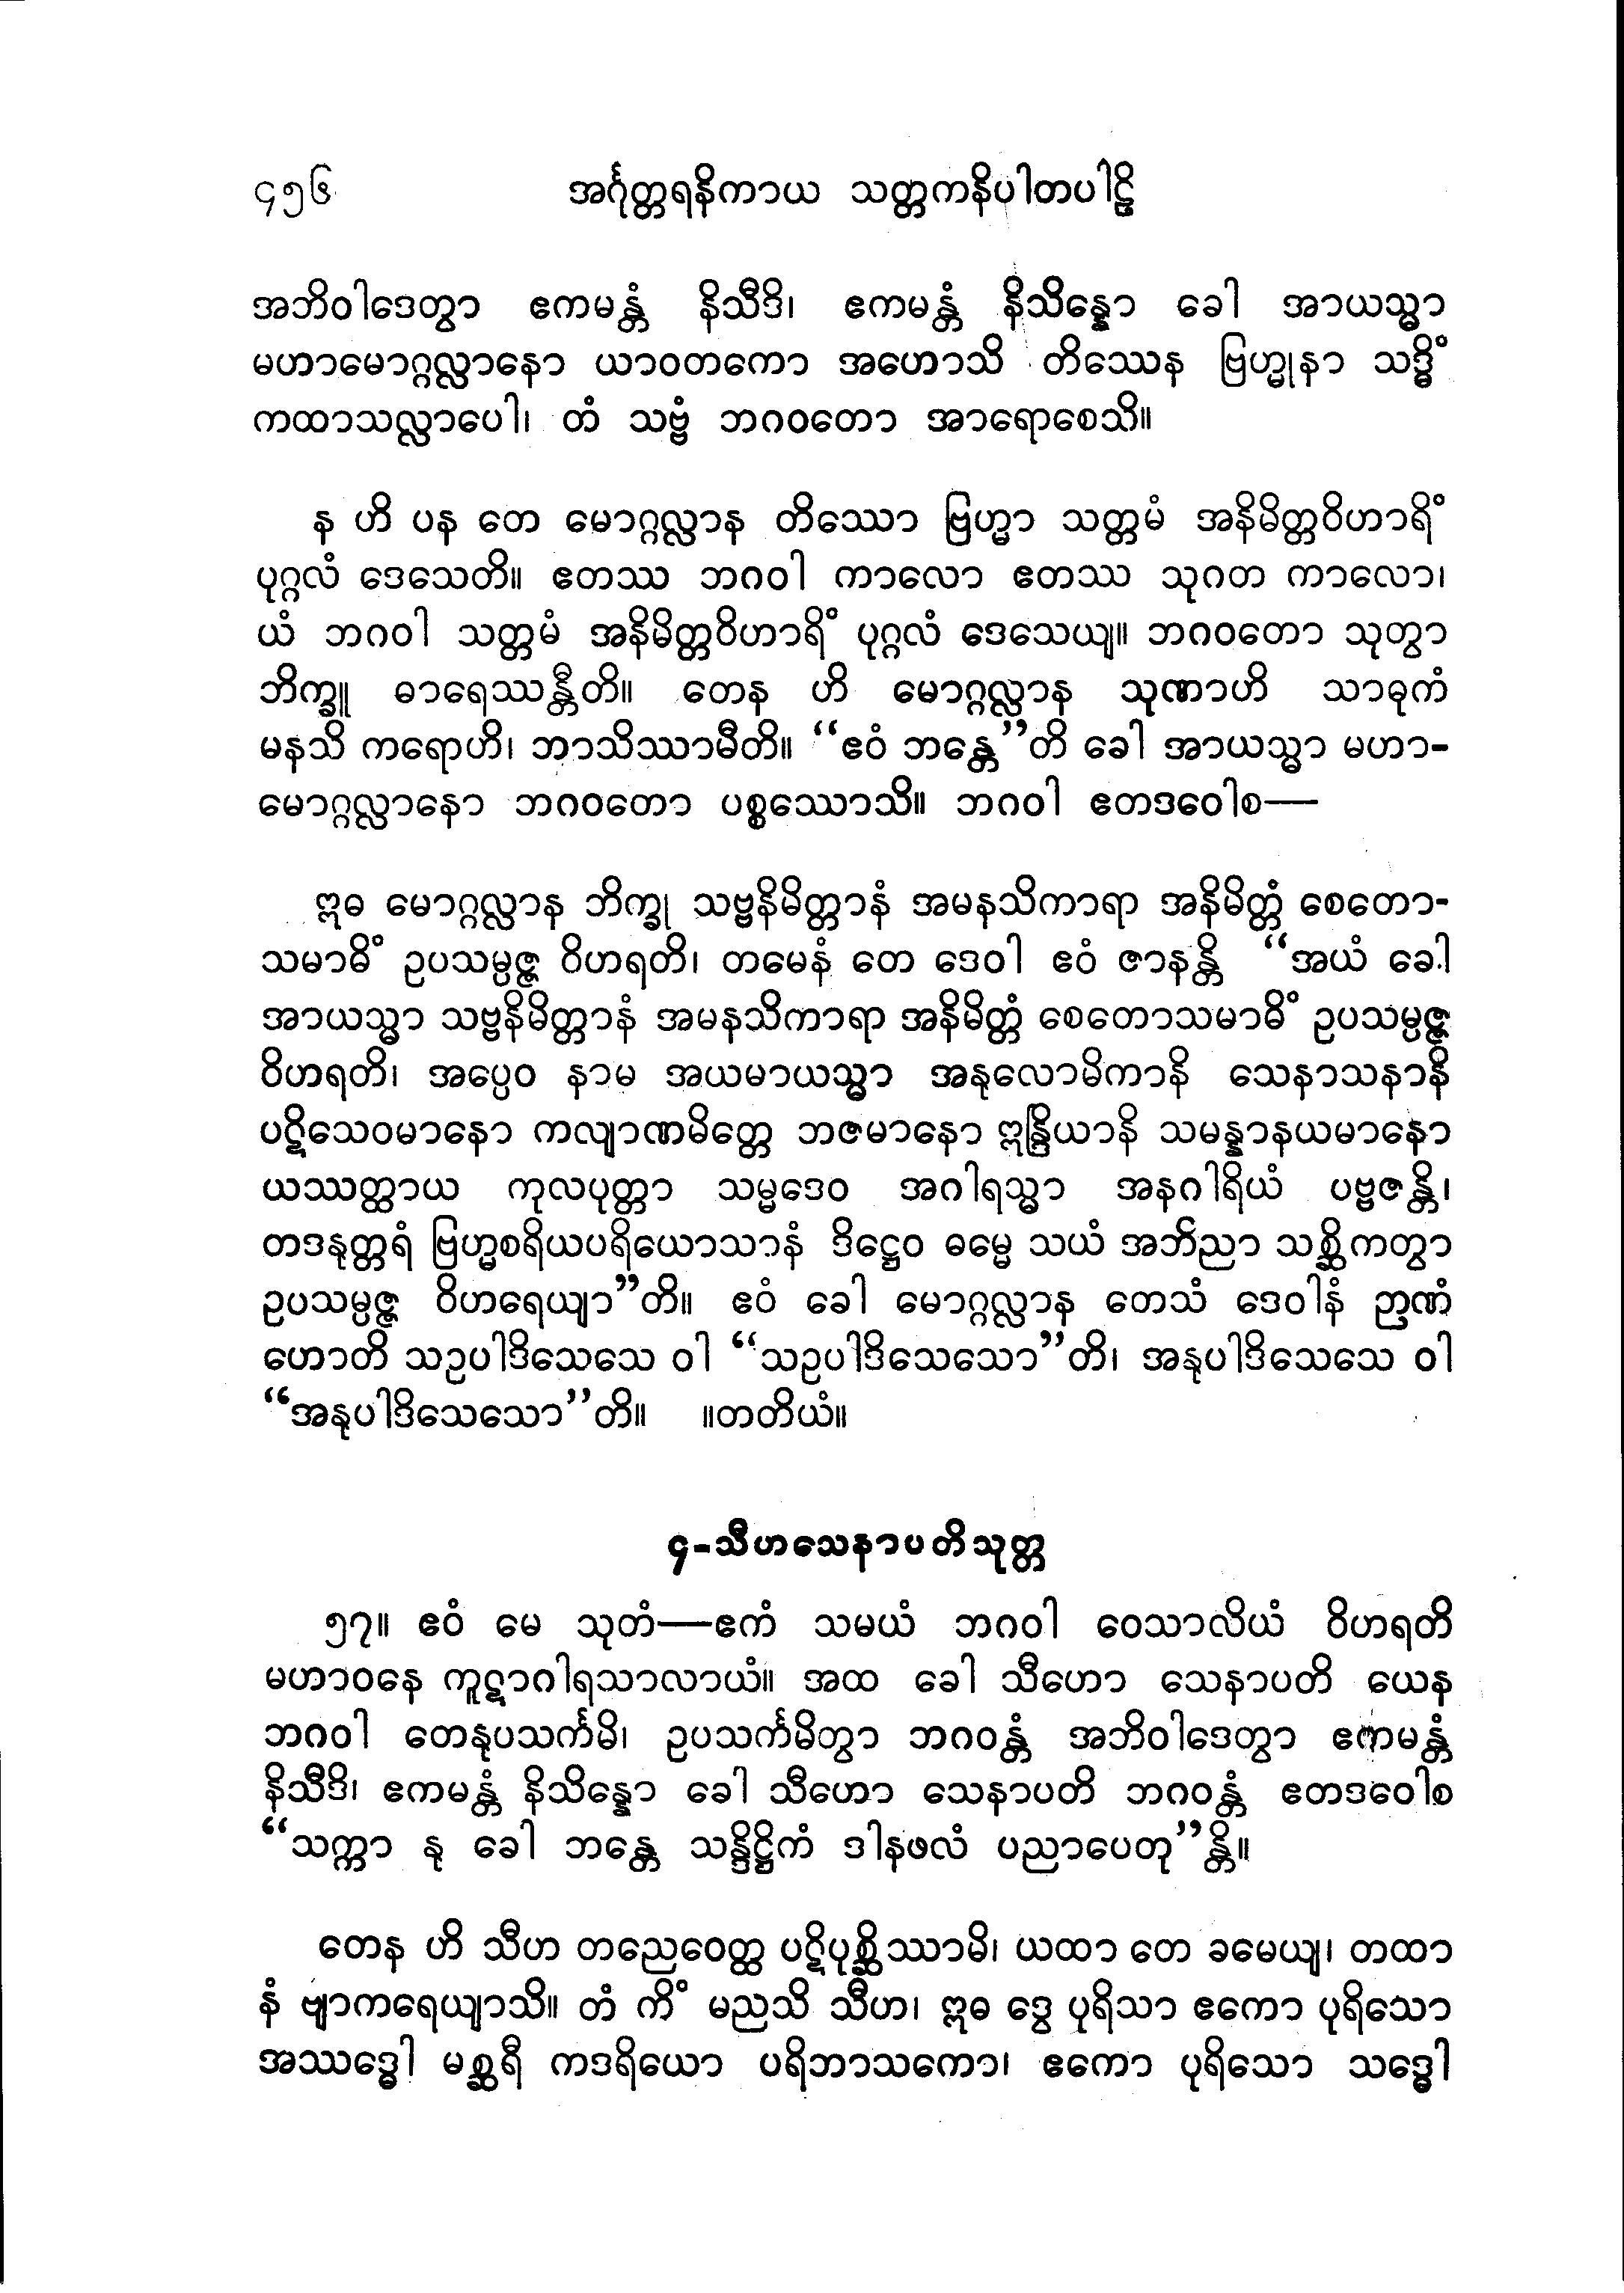 ၄၅၆ အင်္ဂုတ္တရနိကာယ သတ္တကနိပါတပါဠိ
အဘိဝါဒေတွာ ဧကမန္တံ နိသီဒိ၊ ဧကမန္တံ နိသိန္နော ခေါ အာယသ္မာ
မဟာမောဂ္ဂလ္လာနော ယာဝတကော အဟောသိ တိဿေန ဗြဟ္မုနာ သဒ္ဓိံ
ကထာသလ္လာပေါ၊ တံ သဗ္ဗံ ဘဂဝတော အာရောစေသိ။
န ဟိ ပန တေ မောဂ္ဂလ္လာန တိဿော ဗြဟ္မာ သတ္တမံ အနိမိတ္တဝိဟာရိံ
ပုဂ္ဂလံ ဒေသေတိ။ ဧတဿ ဘဂဝါ ကာလော ဧတဿ သုဂတ ကာလော၊
ယံ ဘဂဝါ သတ္တမံ အနိမိတ္တဝိဟာရိံ ပုဂ္ဂလံ ဒေသေယျ။ ဘဂဝတော သုတွာ
ဘိက္ခူ ဓာရေဿန္တီတိ။ တေန ဟိ မောဂ္ဂလ္လာန သုဏာဟိ သာဓုကံ
မနသိ ကရောဟိ၊ ဘာသိဿာမီတိ။ “ဧဝံ ဘန္တေ”တိ ခေါ အာယသ္မာ မဟာ-
မောဂ္ဂလ္လာနော ဘဂဝတော ပစ္စဿောသိ။ ဘဂဝါ ဧတဒဝေါစ—
ဣဓ မောဂ္ဂလ္လာန ဘိက္ခု သဗ္ဗနိမိတ္တာနံ အမနသိကာရာ အနိမိတ္တံ စေတော-
သမာဓိံ ဥပသမ္ပဇ္ဇ ဝိဟရတိ၊ တမေနံ တေ ဒေဝါ ဧဝံ ဇာနန္တိ “အယံ ခေါ
အာယသ္မာ သဗ္ဗနိမိတ္တာနံ အမနသိကာရာ အနိမိတ္တံ စေတောသမာဓိံ ဥပသမ္ပဇ္ဇ
ဝိဟရတိ၊ အပ္ပေဝ နာမ အယမာယသ္မာ အနုလောမိကာနိ သေနာသနာနိ
ပဋိသေဝမာနော ကလျာဏမိတ္တေ ဘဇမာနော ဣန္ဒြိယာနိ သမန္နာနယမာနော
ယဿတ္ထာယ ကုလပုတ္တာ သမ္မဒေဝ အဂါရသ္မာ အနဂါရိယံ ပဗ္ဗဇန္တိ၊
တဒနုတ္တရံ ဗြဟ္မစရိယပရိယောသာနံ ဒိဋ္ဌေဝ ဓမ္မေ သယံ အဘိညာ သစ္ဆိကတွာ
ဥပသမ္ပဇ္ဇ ဝိဟရေယျာ”တိ။ ဧဝံ ခေါ မောဂ္ဂလ္လာန တေသံ ဒေဝါနံ ဉာဏံ
ဟောတိ သဥပါဒိသေသေ ဝါ “သဥပါဒိသေသော”တိ၊ အနုပါဒိသေသေ ဝါ
“အနုပါဒိသေသော”တိ။ ။တတိယံ။
၄-သီဟသေနာပတိသုတ္တ
၅၇။ ဧဝံ မေ သုတံ—ဧကံ သမယံ ဘဂဝါ ဝေသာလိယံ ဝိဟရတိ
မဟာဝနေ ကူဋာဂါရသာလာယံ။ အထ ခေါ သီဟော သေနာပတိ ယေန
ဘဂဝါ တေနုပသင်္ကမိ၊ ဥပသင်္ကမိတွာ ဘဂဝန္တံ အဘိဝါဒေတွာ ဧကမန္တံ
နိသီဒိ၊ ဧကမန္တံ နိသိန္နော ခေါ သီဟော သေနာပတိ ဘဂဝန္တံ ဧတဒဝေါစ
“သက္ကာ နု ခေါ ဘန္တေ သန္ဒိဋ္ဌိကံ ဒါနဖလံ ပညာပေတု”န္တိ။
တေန ဟိ သီဟ တညေဝေတ္ထ ပဋိပုစ္ဆိဿာမိ၊ ယထာ တေ ခမေယျ၊ တထာ
နံ ဗျာကရေယျာသိ။ တံ ကိံ မညသိ သီဟ၊ ဣဓ ဒွေ ပုရိသာ ဧကော ပုရိသော
အဿဒ္ဓေါ မစ္ဆရီ ကဒရိယော ပရိဘာသကော၊ ဧကော ပုရိသော သဒ္ဓေါ